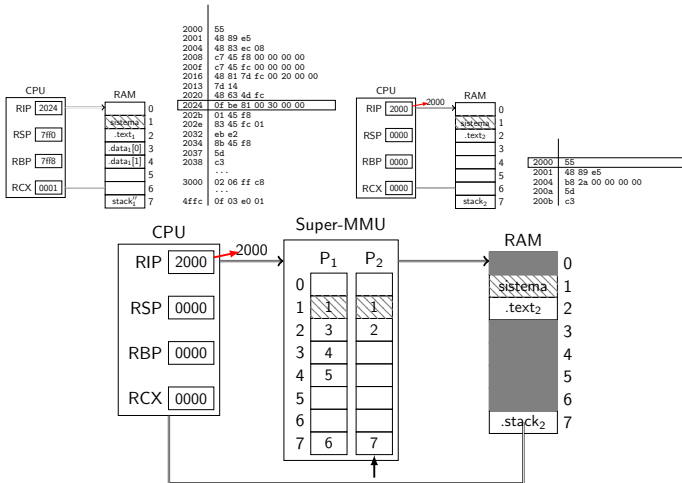 2000 55
2001 48 89 e5
2004 48 83 ec 08
2008 c7 45 f8 00 00 00 00
200f c7 45 fc 00 00 00 00
2016 48 81 7d fc 00 20 00 00
2013 7d 14
2020 48 63 4d fc
2024 0f be 81 00 30 00 00
202b 01 45 f8
202e 83 45 fc 01
2032 eb e2
2034 8b 45 f8
2037 5d
2038 c3
...
3000 02 06 ff c8
...
4ffc 0f 03 e0 01
CPU
RIP 2024
RSP 7ff0
RBP 7ff8
RCX 0001
RAM
0
sistema 1
.text₁ 2
.data₁[0] 3
.data₁[1] 4
5
6
stack₁″ 7
CPU
RIP 2000
RSP 0000
RBP 0000
RCX 0000
2000
RAM
0
sistema 1
.text₂ 2
3
4
5
6
stack₂ 7
2000 55
2001 48 89 e5
2004 b8 2a 00 00 00 00
200a 5d
200b c3
CPU
RIP 2000
RSP 0000
RBP 0000
RCX 0000
2000
Super-MMU
P₁ P₂
0
1 1 1
2 3 2
3 4
4 5
5
6
7 6 7
RAM
0
sistema 1
.text₂ 2
3
4
5
6
.stack₂ 7